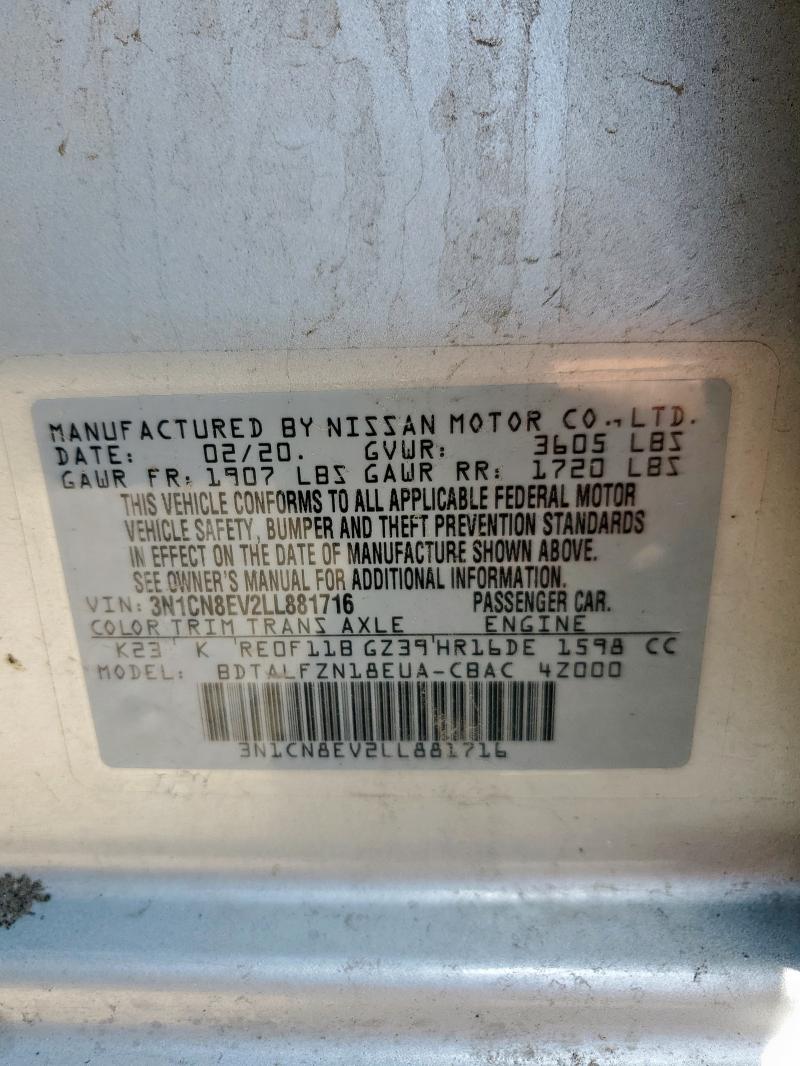 MANUFACTURED BY NISSAN MOTOR CO., LTD.
DATE: 02/20. GVWR: 3605 LBS
GAWR FR: 1907 LBS GAWR RR: 1720 LBS
THIS VEHICLE CONFORMS TO ALL APPLICABLE FEDERAL MOTOR
VEHICLE SAFETY, BUMPER AND THEFT PREVENTION STANDARDS
IN EFFECT ON THE DATE OF MANUFACTURE SHOWN ABOVE.
SEE OWNER'S MANUAL FOR ADDITIONAL INFORMATION.
VIN: 3N1CN8EV2LL881716 PASSENGER CAR.
COLOR TRIM TRANS AXLE ENGINE
K23 K RE0F11B GZ39 HR16DE 1598 CC
MODEL: BDTALFZN18EUA-CBAC 4Z000
3N1CN8EV2LL881716